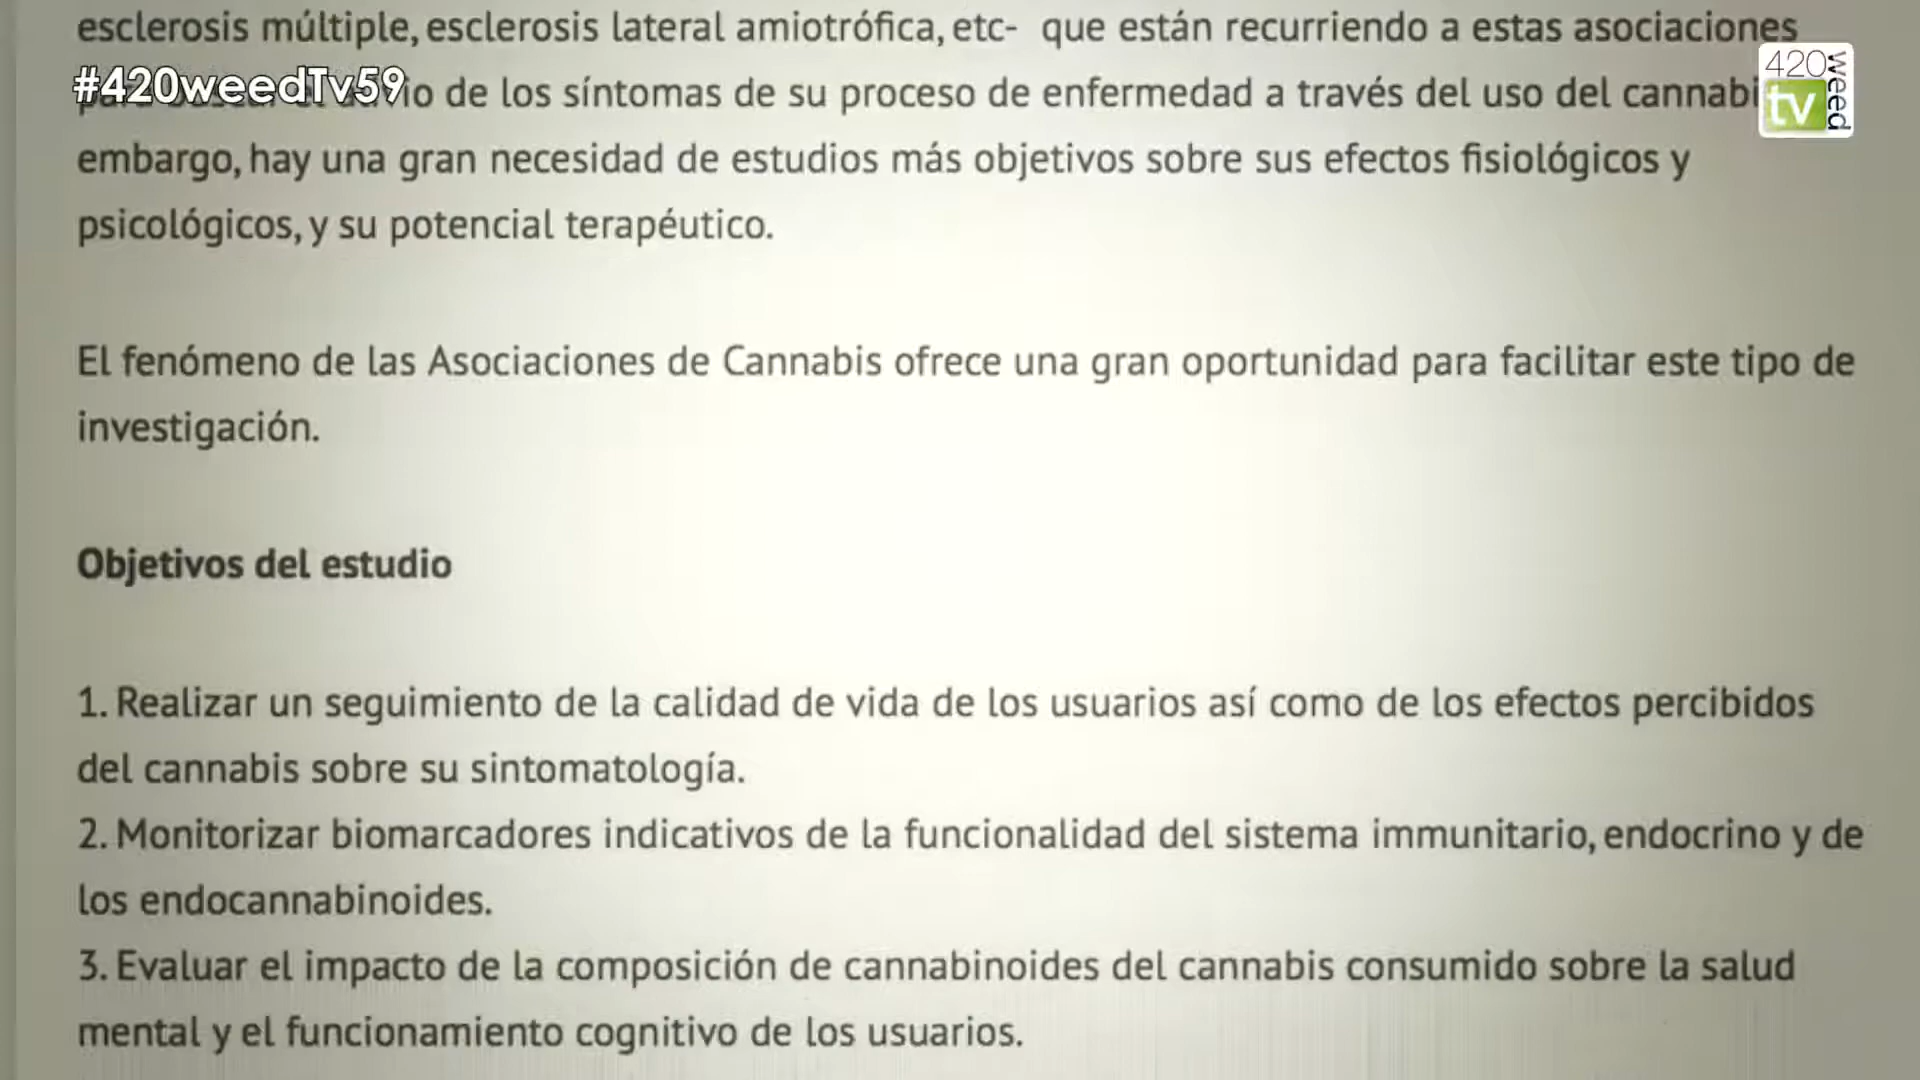 esclerosis múltiple, esclerosis lateral amiotrófica, etc- que están recurriendo a estas asociaciones
#420weedTv59
io de los síntomas de su proceso de enfermedad a través del uso del cannabi
420 weed tv
embargo, hay una gran necesidad de estudios más objetivos sobre sus efectos fisiológicos y
psicológicos, y su potencial terapéutico.
El fenómeno de las Asociaciones de Cannabis ofrece una gran oportunidad para facilitar este tipo de
investigación.
Objetivos del estudio
1. Realizar un seguimiento de la calidad de vida de los usuarios así como de los efectos percibidos
del cannabis sobre su sintomatología.
2. Monitorizar biomarcadores indicativos de la funcionalidad del sistema immunitario, endocrino y de
los endocannabinoides.
3. Evaluar el impacto de la composición de cannabinoides del cannabis consumido sobre la salud
mental y el funcionamiento cognitivo de los usuarios.